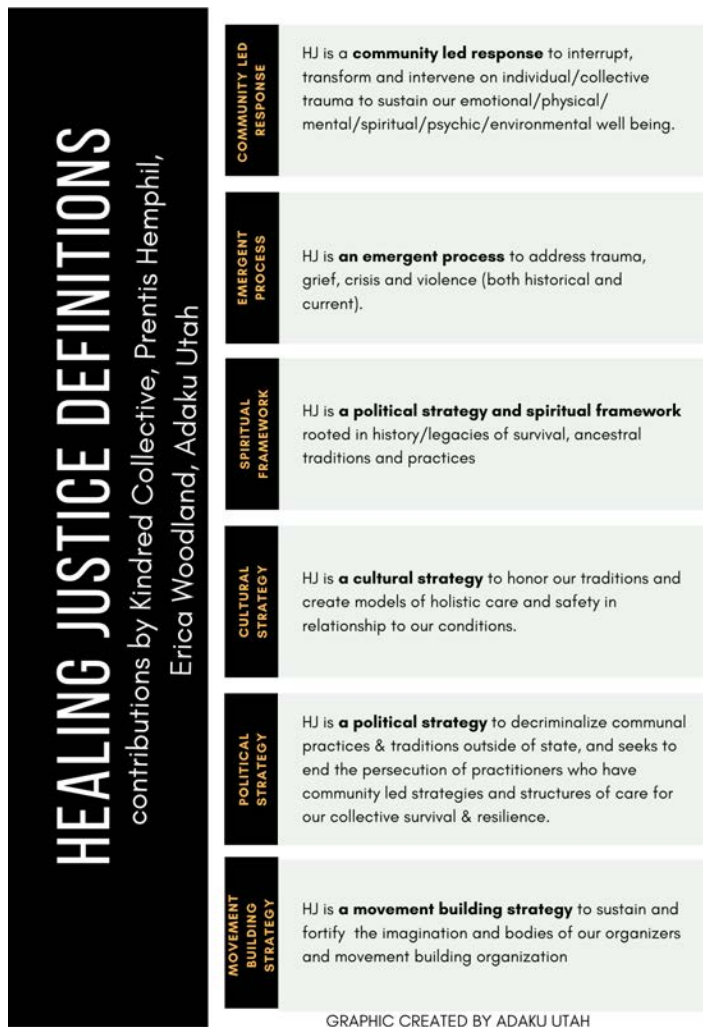 HEALING JUSTICE DEFINITIONS
contributions by Kindred Collective, Prentis Hemphil,
Erica Woodland, Adaku Utah
COMMUNITY LED
RESPONSE
HJ is a community led response to interrupt,
transform and intervene on individual/collective
trauma to sustain our emotional/physical/
mental/spiritual/psychic/environmental well being.
EMERGENT
PROCESS
HJ is an emergent process to address trauma,
grief, crisis and violence (both historical and
current).
SPIRITUAL
FRAMEWORK
HJ is a political strategy and spiritual framework
rooted in history/legacies of survival, ancestral
traditions and practices
CULTURAL
STRATEGY
HJ is a cultural strategy to honor our traditions and
create models of holistic care and safety in
relationship to our conditions.
POLITICAL
STRATEGY
HJ is a political strategy to decriminalize communal
practices & traditions outside of state, and seeks to
end the persecution of practitioners who have
community led strategies and structures of care for
our collective survival & resilience.
MOVEMENT
BUILDING
STRATEGY
HJ is a movement building strategy to sustain and
fortify the imagination and bodies of our organizers
and movement building organization
GRAPHIC CREATED BY ADAKU UTAH